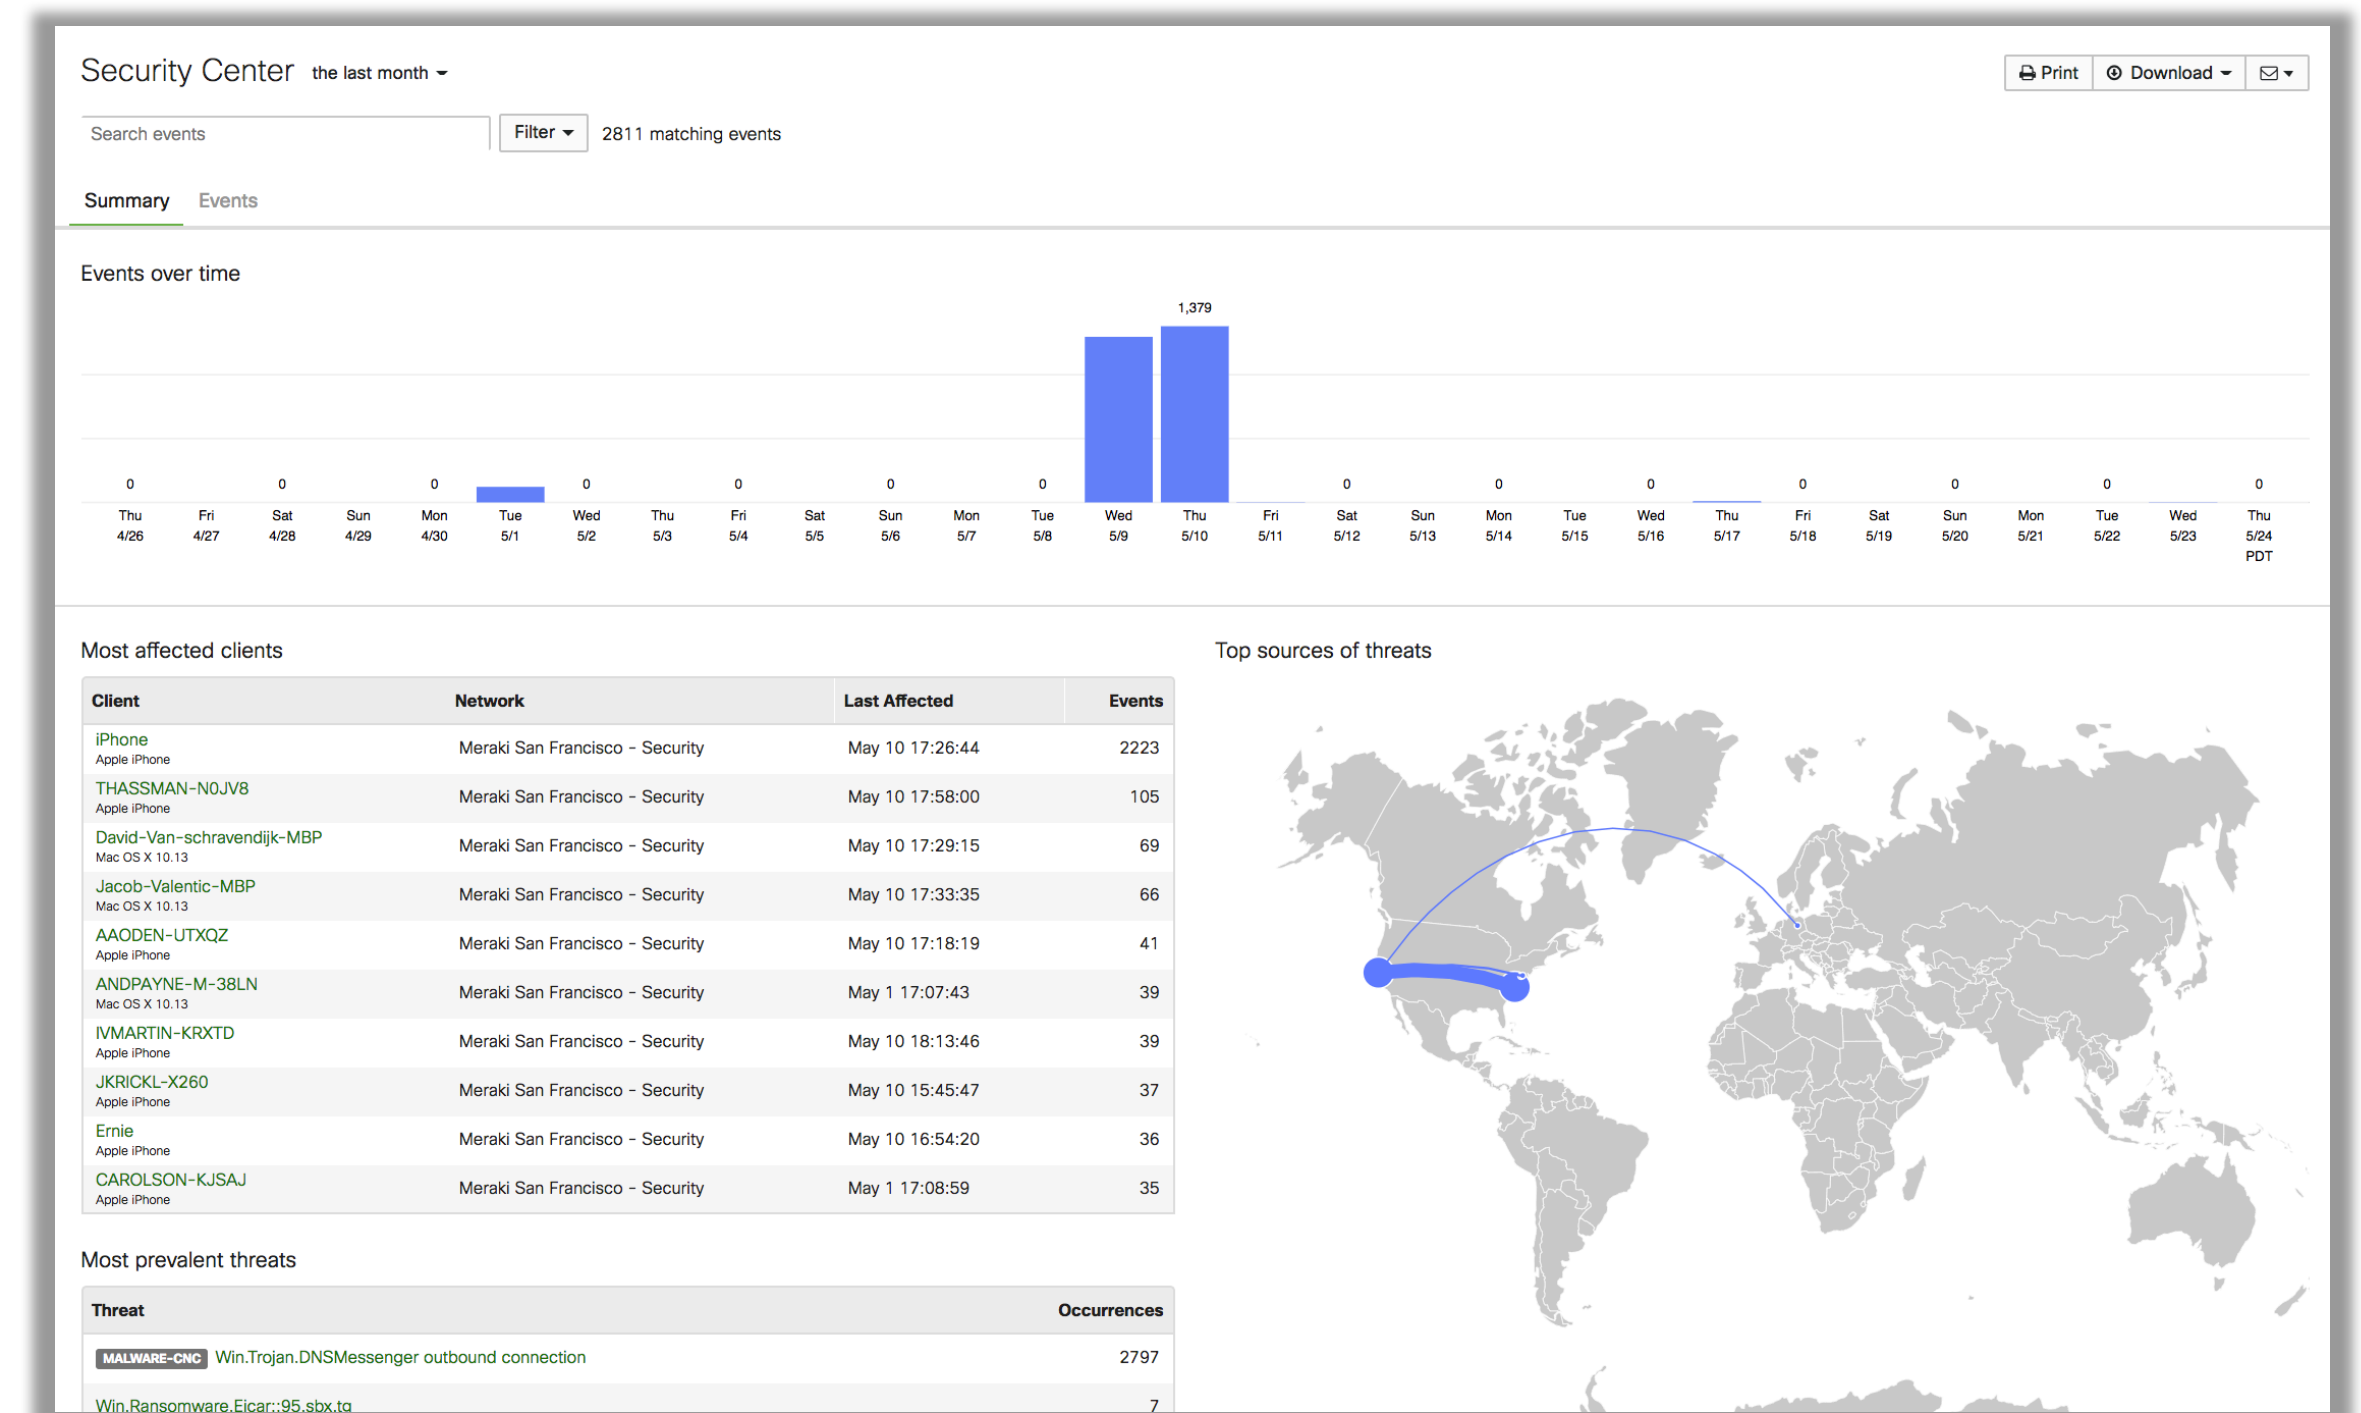 Security Center the last month
Print Download
Search events Filter 2811 matching events
Summary Events
Events over time
1,379
0 0 0 0 0 0 0 0 0 0 0 0 0 0
Thu Fri Sat Sun Mon Tue Wed Thu Fri Sat Sun Mon Tue Wed Thu Fri Sat Sun Mon Tue Wed Thu Fri Sat Sun Mon Tue Wed Thu
4/26 4/27 4/28 4/29 4/30 5/1 5/2 5/3 5/4 5/5 5/6 5/7 5/8 5/9 5/10 5/11 5/12 5/13 5/14 5/15 5/16 5/17 5/18 5/19 5/20 5/21 5/22 5/23 5/24
PDT
Most affected clients
Client Network Last Affected Events
iPhone
Apple iPhone
Meraki San Francisco - Security May 10 17:26:44 2223
THASSMAN-N0JV8
Apple iPhone
Meraki San Francisco - Security May 10 17:58:00 105
David-Van-schravendijk-MBP
Mac OS X 10.13
Meraki San Francisco - Security May 10 17:29:15 69
Jacob-Valentic-MBP
Mac OS X 10.13
Meraki San Francisco - Security May 10 17:33:35 66
AAODEN-UTXQZ
Apple iPhone
Meraki San Francisco - Security May 10 17:18:19 41
ANDPAYNE-M-38LN
Mac OS X 10.13
Meraki San Francisco - Security May 1 17:07:43 39
IVMARTIN-KRXTD
Apple iPhone
Meraki San Francisco - Security May 10 18:13:46 39
JKRICKL-X260
Apple iPhone
Meraki San Francisco - Security May 10 15:45:47 37
Ernie
Apple iPhone
Meraki San Francisco - Security May 10 16:54:20 36
CAROLSON-KJSAJ
Apple iPhone
Meraki San Francisco - Security May 1 17:08:59 35
Top sources of threats
Most prevalent threats
Threat Occurrences
MALWARE-CNC Win.Trojan.DNSMessenger outbound connection 2797
Win.Ransomware.Eicar::95.sbx.tg 7